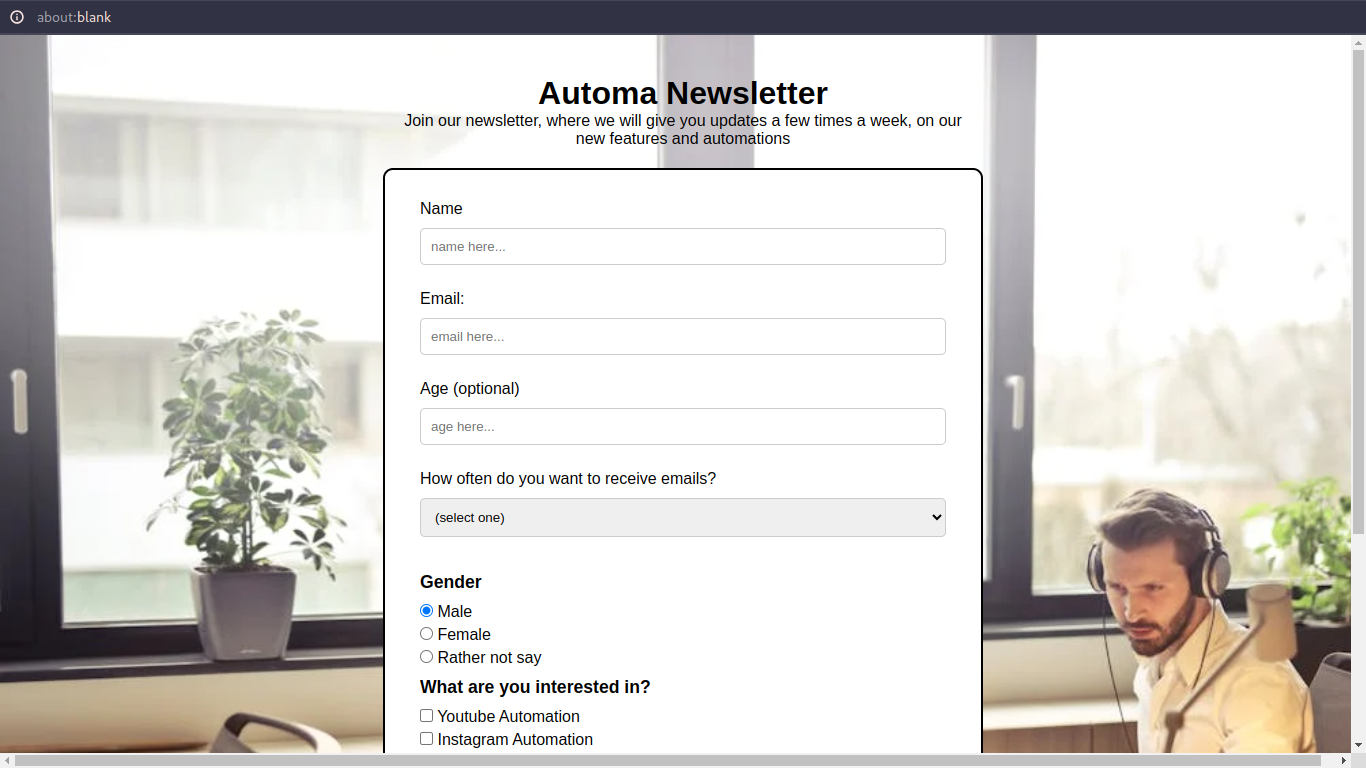 about:blank
Automa Newsletter
Join our newsletter, where we will give you updates a few times a week, on our
new features and automations
Name
name here...
Email:
email here...
Age (optional)
age here...
How often do you want to receive emails?
(select one)
Gender
Male
Female
Rather not say
What are you interested in?
Youtube Automation
Instagram Automation